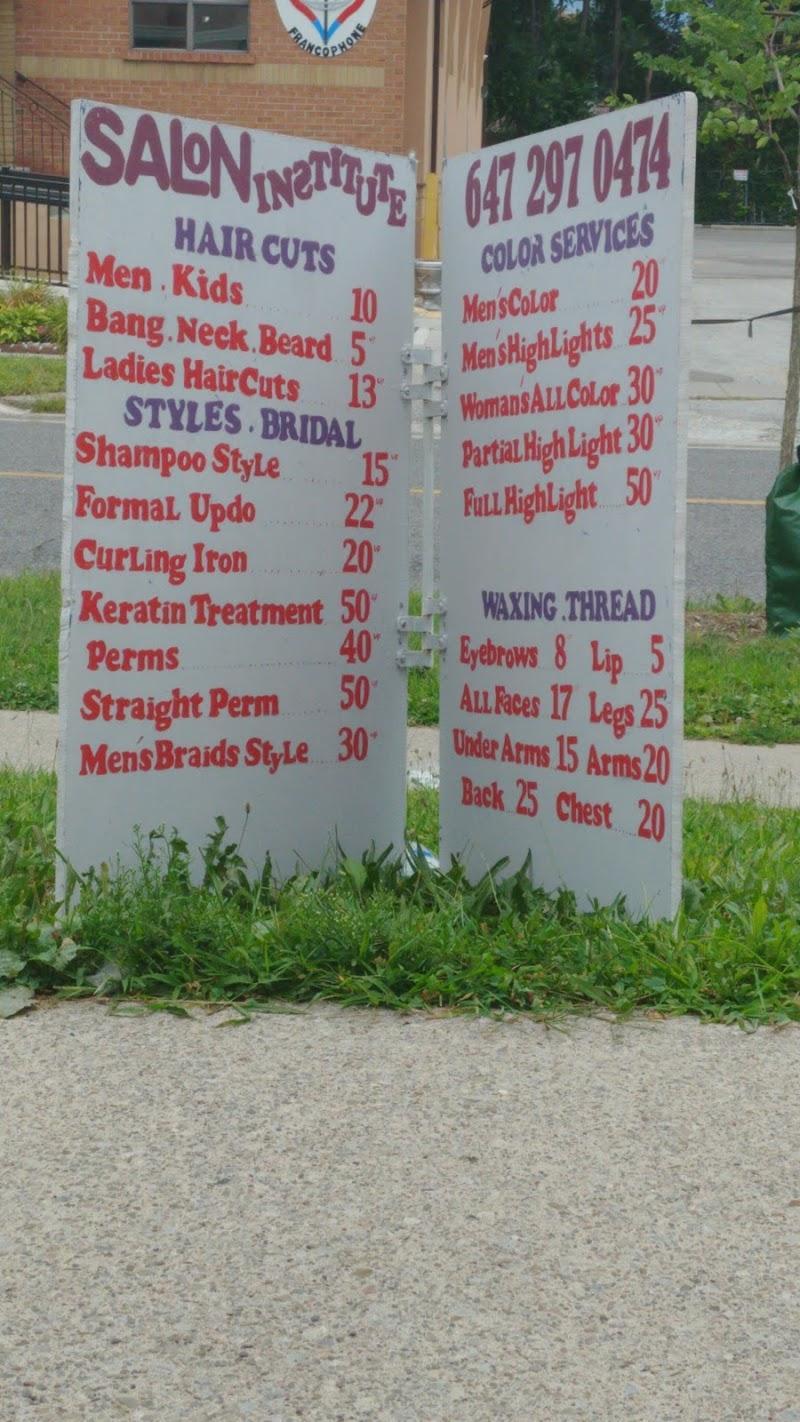 FRANCOPHONE
SALON INSTITUTE
HAIR CUTS
Men . Kids 10
Bang . Neck . Beard 5
Ladies HairCuts 13
STYLES . BRIDAL
Shampoo Style 15
Formal Updo 22
Curling Iron 20
Keratin Treatment 50
Perms 40
Straight Perm 50
Men's Braids Style 30
647 297 0474
COLOR SERVICES
Men's Color 20
Men's HighLights 25
Woman's ALL Color 30
Partial High Light 30
Full HighLight 50
WAXING . THREAD
Eyebrows 8 Lip 5
ALL Faces 17 Legs 25
Under Arms 15 Arms 20
Back 25 Chest 20